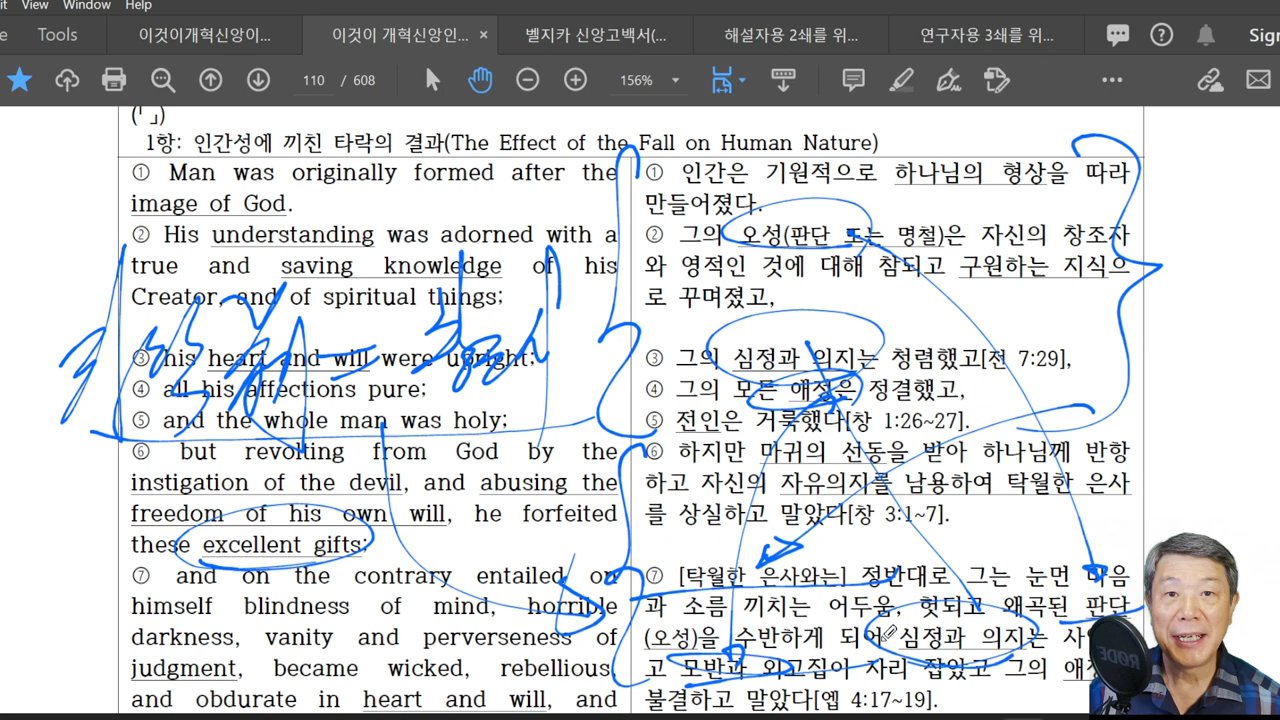 it View Window Help
e Tools 이것이개혁신앙이... 이것이 개혁신앙인... × 벨지카 신앙고백서(... 해설자용 2쇄를 위... 연구자용 3쇄를 위... Sig
110 / 608 156%
(「」)
1항: 인간성에 끼친 타락의 결과(The Effect of the Fall on Human Nature)
① Man was originally formed after the
image of God.
② His understanding was adorned with a
true and saving knowledge of his
Creator, and of spiritual things;
③ his heart and will were upright;
④ all his affections pure;
⑤ and the whole man was holy;
⑥ but revolting from God by the
instigation of the devil, and abusing the
freedom of his own will, he forfeited
these excellent gifts;
⑦ and on the contrary entailed on
himself blindness of mind, horrible
darkness, vanity and perverseness of
judgment, became wicked, rebellious,
and obdurate in heart and will, and
① 인간은 기원적으로 하나님의 형상을 따라
만들어졌다.
② 그의 오성(판단 또는 명철)은 자신의 창조자
와 영적인 것에 대해 참되고 구원하는 지식으
로 꾸며졌고,
③ 그의 심정과 의지는 청렴했고[전 7:29],
④ 그의 모든 애정은 정결했고,
⑤ 전인은 거룩했다[창 1:26~27].
⑥ 하지만 마귀의 선동을 받아 하나님께 반항
하고 자신의 자유의지를 남용하여 탁월한 은사
를 상실하고 말았다[창 3:1~7].
⑦ [탁월한 은사와는] 정반대로 그는 눈먼 마음
과 소름 끼치는 어두움, 헛되고 왜곡된 판단
(오성)을 수반하게 되어 심정과 의지는 사
고 모반과 외고집이 자리 잡았고 그의 애
불결하고 말았다[엡 4:17~19].
RØDE